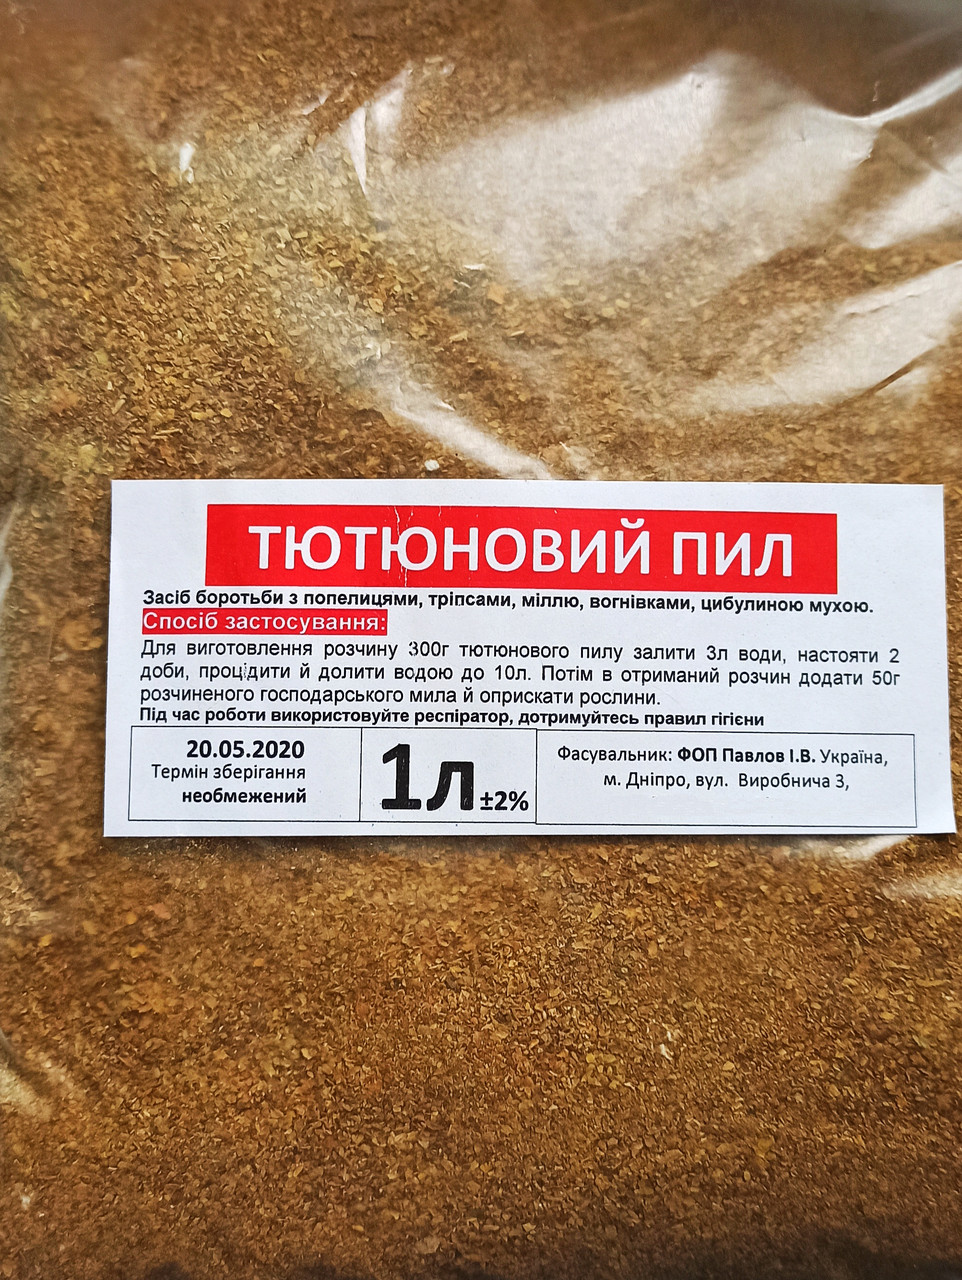 ТЮТЮНОВИЙ ПИЛ
Засіб боротьби з попелицями, тріпсами, міллю, вогнівками, цибулиною мухою.
Спосіб застосування:
Для виготовлення розчину 300г тютюнового пилу залити 3л води, настояти 2
доби, процідити й долити водою до 10л. Потім в отриманий розчин додати 50г
розчиненого господарського мила й оприскати рослини.
Під час роботи використовуйте респіратор, дотримуйтесь правил гігієни
20.05.2020
Термін зберігання
необмежений
1л ±2%
Фасувальник: ФОП Павлов І.В. Україна,
м. Дніпро, вул. Виробнича 3,